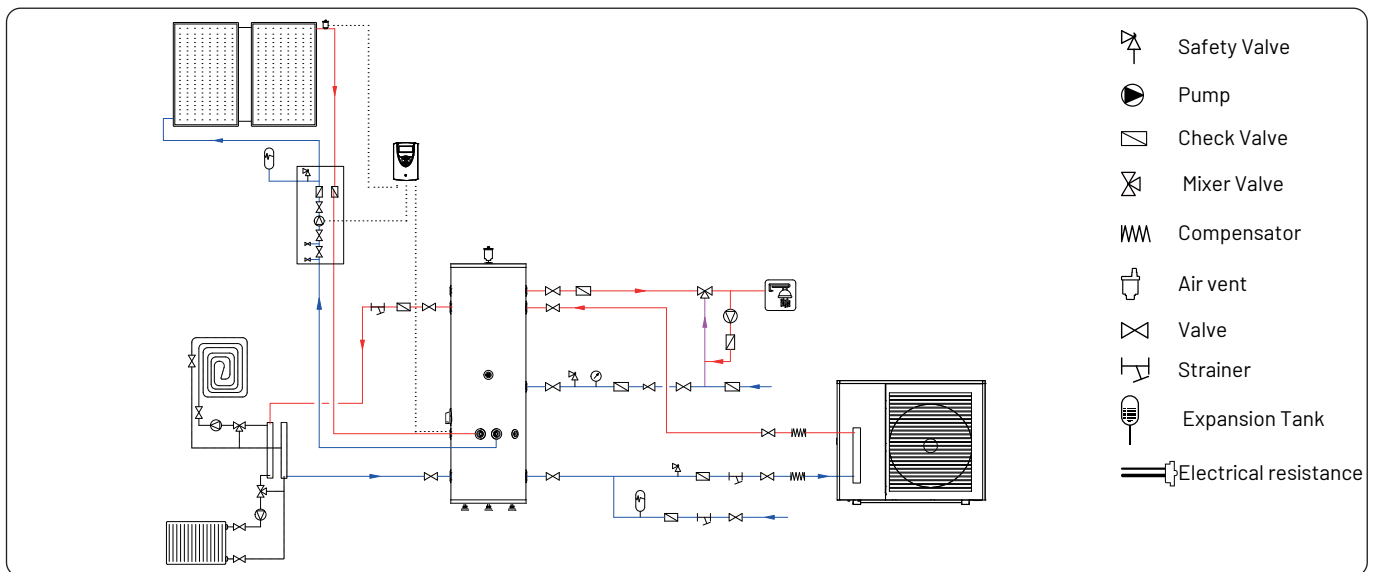 Safety Valve
Pump
Check Valve
Mixer Valve
Compensator
Air vent
Valve
Strainer
Expansion Tank
Electrical resistance